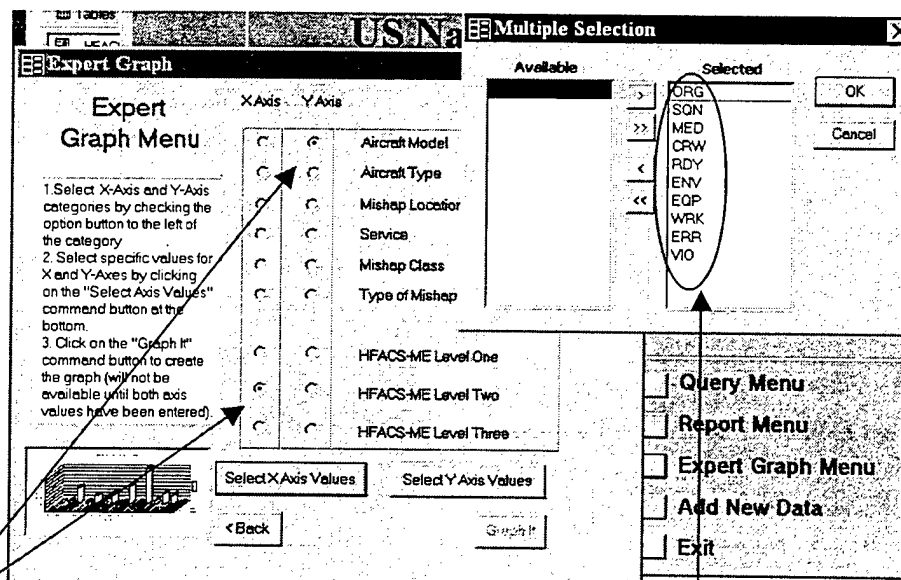 Tables
HFAC
US Na
Expert Graph
Expert
Graph Menu
1.Select X-Axis and Y-Axis
categories by checking the
option button to the left of
the category
2. Select specific values for
X and Y-Axes by clicking
on the "Select Axis Values"
command button at the
bottom.
3. Click on the "Graph It"
command button to create
the graph (will not be
available until both axis
values have been entered).
X Axis Y Axis
Aircraft Model
Aircraft Type
Mishap Location
Service
Mishap Class
Type of Mishap
HFACS-ME Level One
HFACS-ME Level Two
HFACS-ME Level Three
Select X Axis Values
Select Y Axis Values
<Back
Graph It
Multiple Selection
X
Available
Selected
>
>>
<
<<
ORG
SQN
MED
CRW
RDY
ENV
EQP
WRK
ERR
VIO
OK
Cancel
Query Menu
Report Menu
Expert Graph Menu
Add New Data
Exit